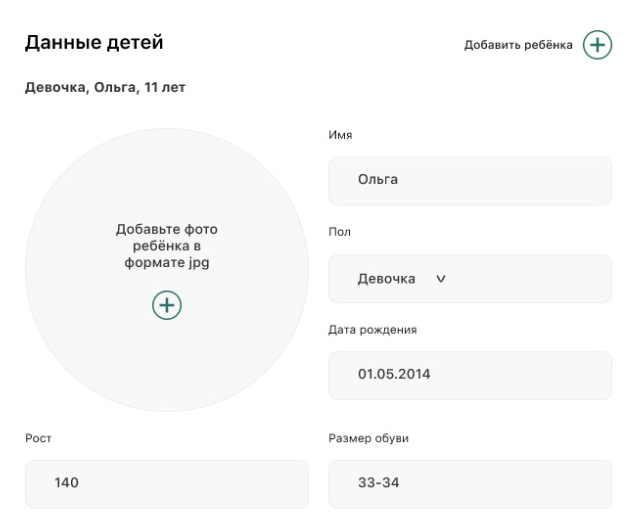 Данные детей
Добавить ребёнка
Девочка, Ольга, 11 лет
Добавьте фото
ребёнка в
формате jpg
Имя
Ольга
Пол
Девочка
Дата рождения
01.05.2014
Рост
140
Размер обуви
33-34